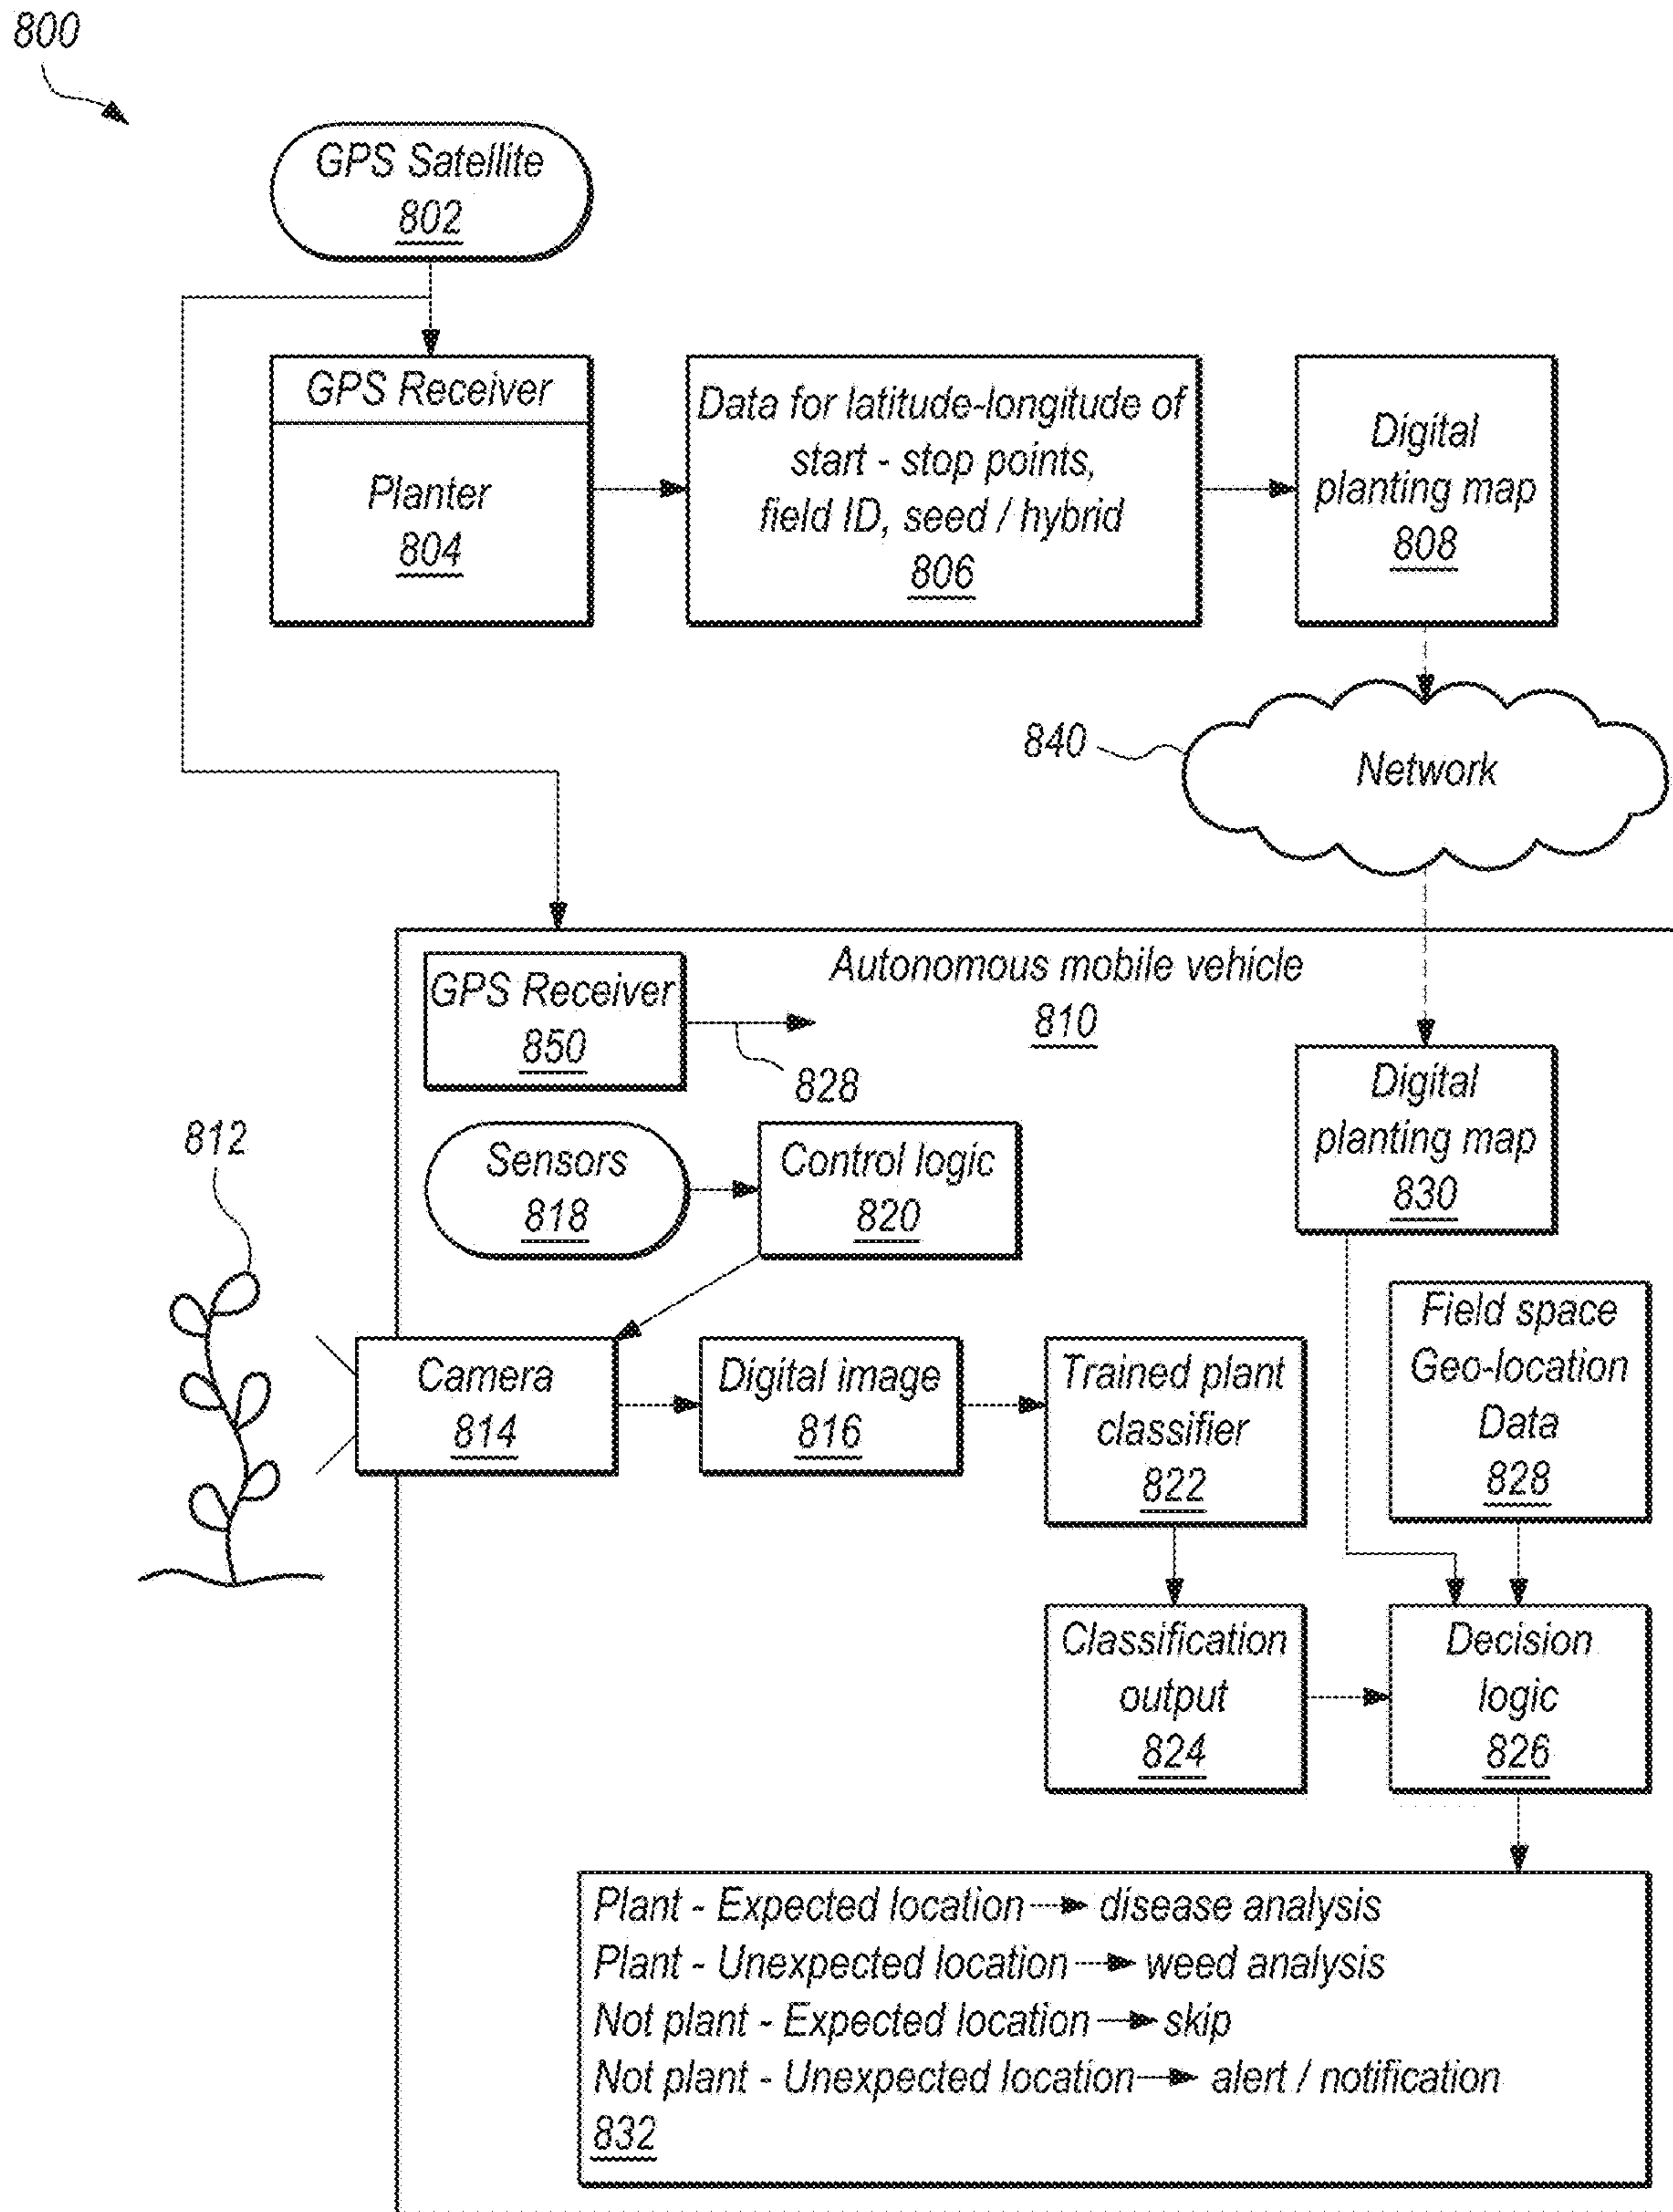 800
GPS Satellite
802
GPS Receiver
Planter
804
Data for latitude-longitude of
start - stop points,
field ID, seed / hybrid
806
Digital
planting map
808
840
Network
Autonomous mobile vehicle
810
GPS Receiver
850
828
812
Sensors
818
Control logic
820
Digital
planting map
830
Camera
814
Digital image
816
Trained plant
classifier
822
Field space
Geo-location
Data
828
Classification
output
824
Decision
logic
826
Plant - Expected location → disease analysis
Plant - Unexpected location → weed analysis
Not plant - Expected location → skip
Not plant - Unexpected location → alert / notification
832